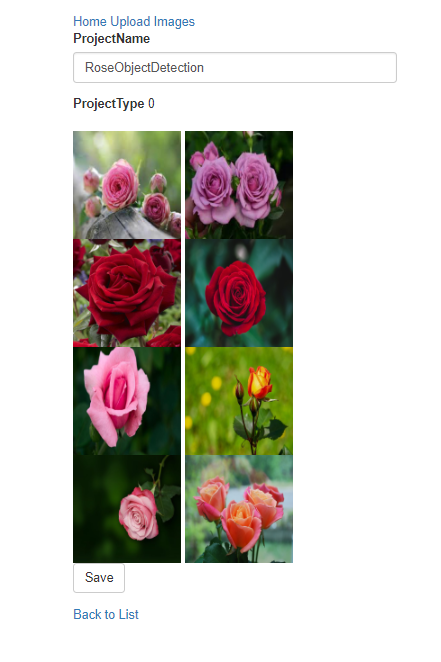 Home Upload Images
ProjectName
RoseObjectDetection
ProjectType 0
Save
Back to List